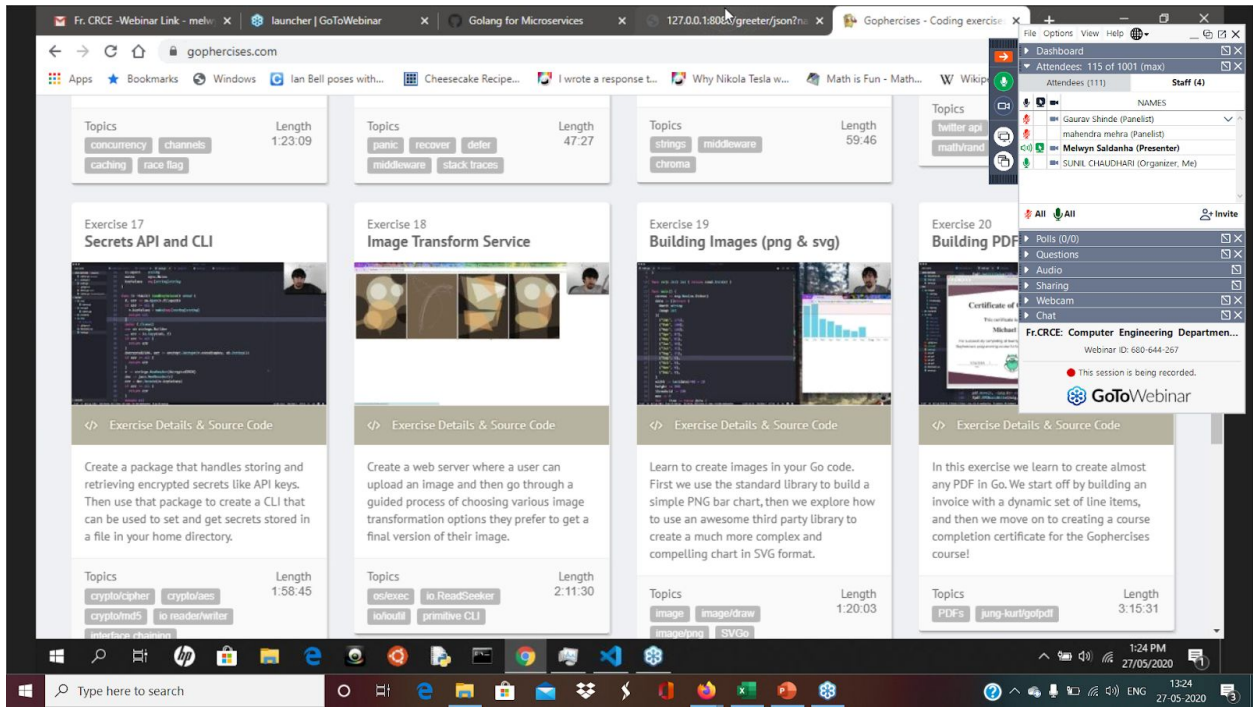 Fr. CRCE -Webinar Link - melw
launcher | GoToWebinar
Golang for Microservices
127.0.0.1:8080/greeter/json?na
Gophercises - Coding exercise
gophercises.com
Apps
Bookmarks
Windows
Ian Bell poses with...
Cheesecake Recipe...
I wrote a response t...
Why Nikola Tesla w...
Math is Fun - Math...
Wikip
Topics
Length
concurrency channels
1:23:09
caching race flag
Topics
Length
panic recover defer
47:27
middleware stack traces
Topics
Length
strings middleware
59:46
chroma
Topics
twitter api
math/rand
Exercise 17
Secrets API and CLI
</> Exercise Details & Source Code
Create a package that handles storing and
retrieving encrypted secrets like API keys.
Then use that package to create a CLI that
can be used to set and get secrets stored in
a file in your home directory.
Topics
Length
crypto/cipher crypto/aes
1:58:45
crypto/md5 io reader/writer
interface chaining
Exercise 18
Image Transform Service
</> Exercise Details & Source Code
Create a web server where a user can
upload an image and then go through a
guided process of choosing various image
transformation options they prefer to get a
final version of their image.
Topics
Length
os/exec io.ReadSeeker
2:11:30
io/ioutil primitive CLI
Exercise 19
Building Images (png & svg)
</> Exercise Details & Source Code
Learn to create images in your Go code.
First we use the standard library to build a
simple PNG bar chart, then we explore how
to use an awesome third party library to
create a much more complex and
compelling chart in SVG format.
Topics
Length
image image/draw
1:20:03
image/png SVGo
Exercise 20
Building PDF
Certificate of
Michael
</> Exercise Details & Source Code
In this exercise we learn to create almost
any PDF in Go. We start off by building an
invoice with a dynamic set of line items,
and then we move on to creating a course
completion certificate for the Gophercises
course!
Topics
Length
PDFs jung-kurt/gofpdf
3:15:31
File Options View Help
Dashboard
Attendees: 115 of 1001 (max)
Attendees (111)
Staff (4)
NAMES
Gaurav Shinde (Panelist)
mahendra mehra (Panelist)
Melwyn Saldanha (Presenter)
SUNIL CHAUDHARI (Organizer, Me)
All
All
Invite
Polls (0/0)
Questions
Audio
Sharing
Webcam
Chat
Fr.CRCE: Computer Engineering Departmen...
Webinar ID: 680-644-267
This session is being recorded.
GoToWebinar
1:24 PM
27/05/2020
1
Type here to search
ENG
13:24
27-05-2020
3